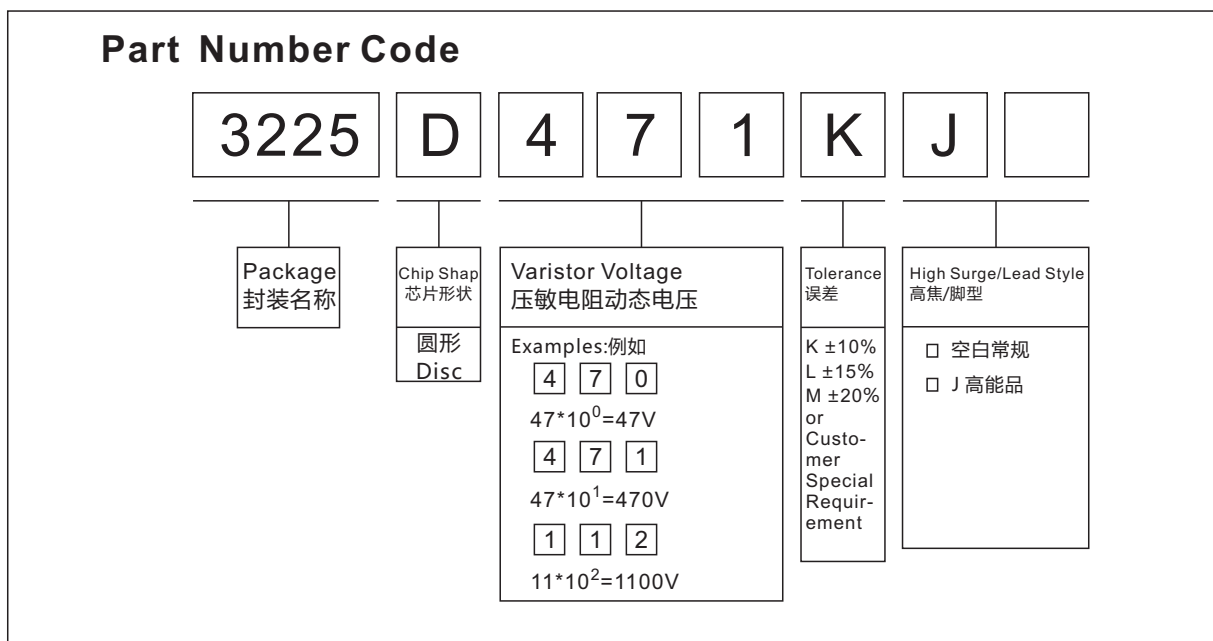 Part Number Code
3225 D 4 7 1 K J
Package
封装名称
Chip Shap
芯片形状
圆形
Disc
Varistor Voltage
压敏电阻动态电压
Examples:例如
4 7 0
47*10⁰=47V
4 7 1
47*10¹=470V
1 1 2
11*10²=1100V
Tolerance
误差
K ±10%
L ±15%
M ±20%
or
Custo-
mer
Special
Requir-
ement
High Surge/Lead Style
高焦/脚型
□ 空白常规
□ J 高能品